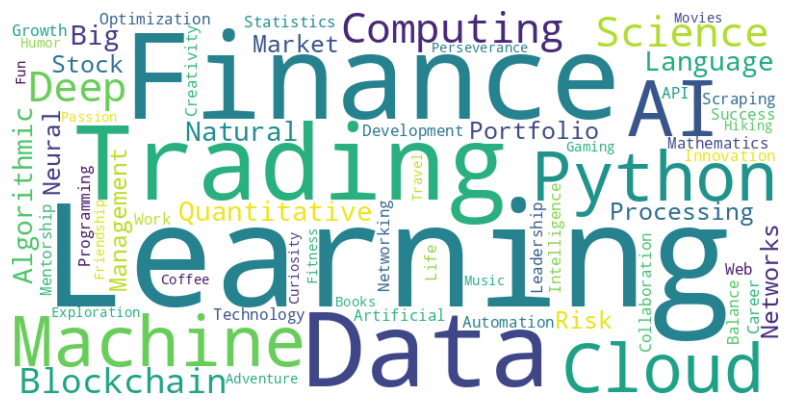 Optimization
Statistics
Movies
Growth
Big
Humor
Finance
Creativity
Market
Computing
Perseverance
Science
Fun
Stock
Language
Deep
AI
API
Scraping
Passion
Success
Hiking
Natural
Development
Portfolio
Mathematics
Innovation
Gaming
Algorithmic
Neural
Trading
Travel
Python
Programming
Management
Mentorship
Friendship
Work
Quantitative
Networking
Leadership
Intelligence
Processing
Learning
Curiosity
Fitness
Life
Coffee
Music
Collaboration
Web
Balance
Career
Networks
Books
Exploration
Technology
Artificial
Automation
Risk
Machine
Data
Cloud
Blockchain
Adventure